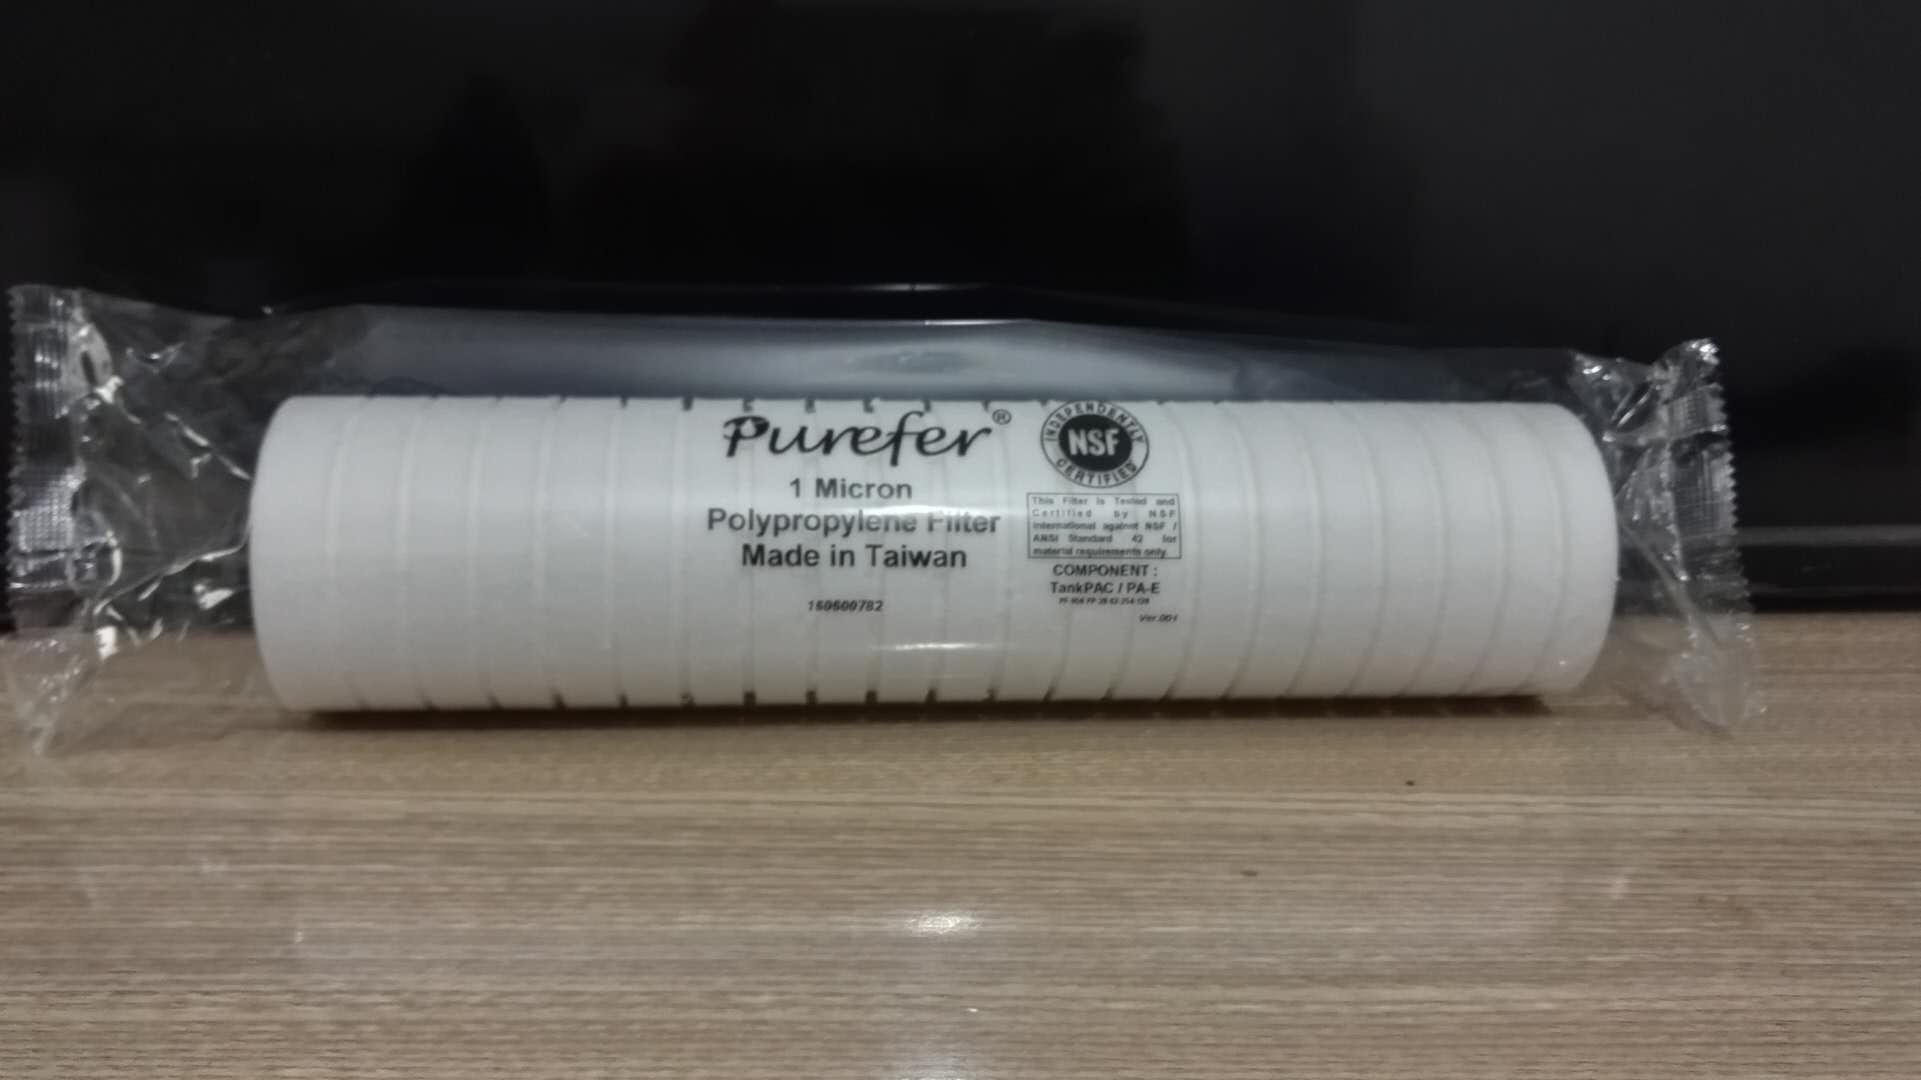 Purefer®
1 Micron
Polypropylene Filter
Made in Taiwan
160600782
INDEPENDENTLY
NSF
CERTIFIED
This Filter is Tested and
Certified by NSF
International against NSF /
ANSI Standard 42 for
material requirements only.
COMPONENT :
TankPAC / PA-E
Ver.001